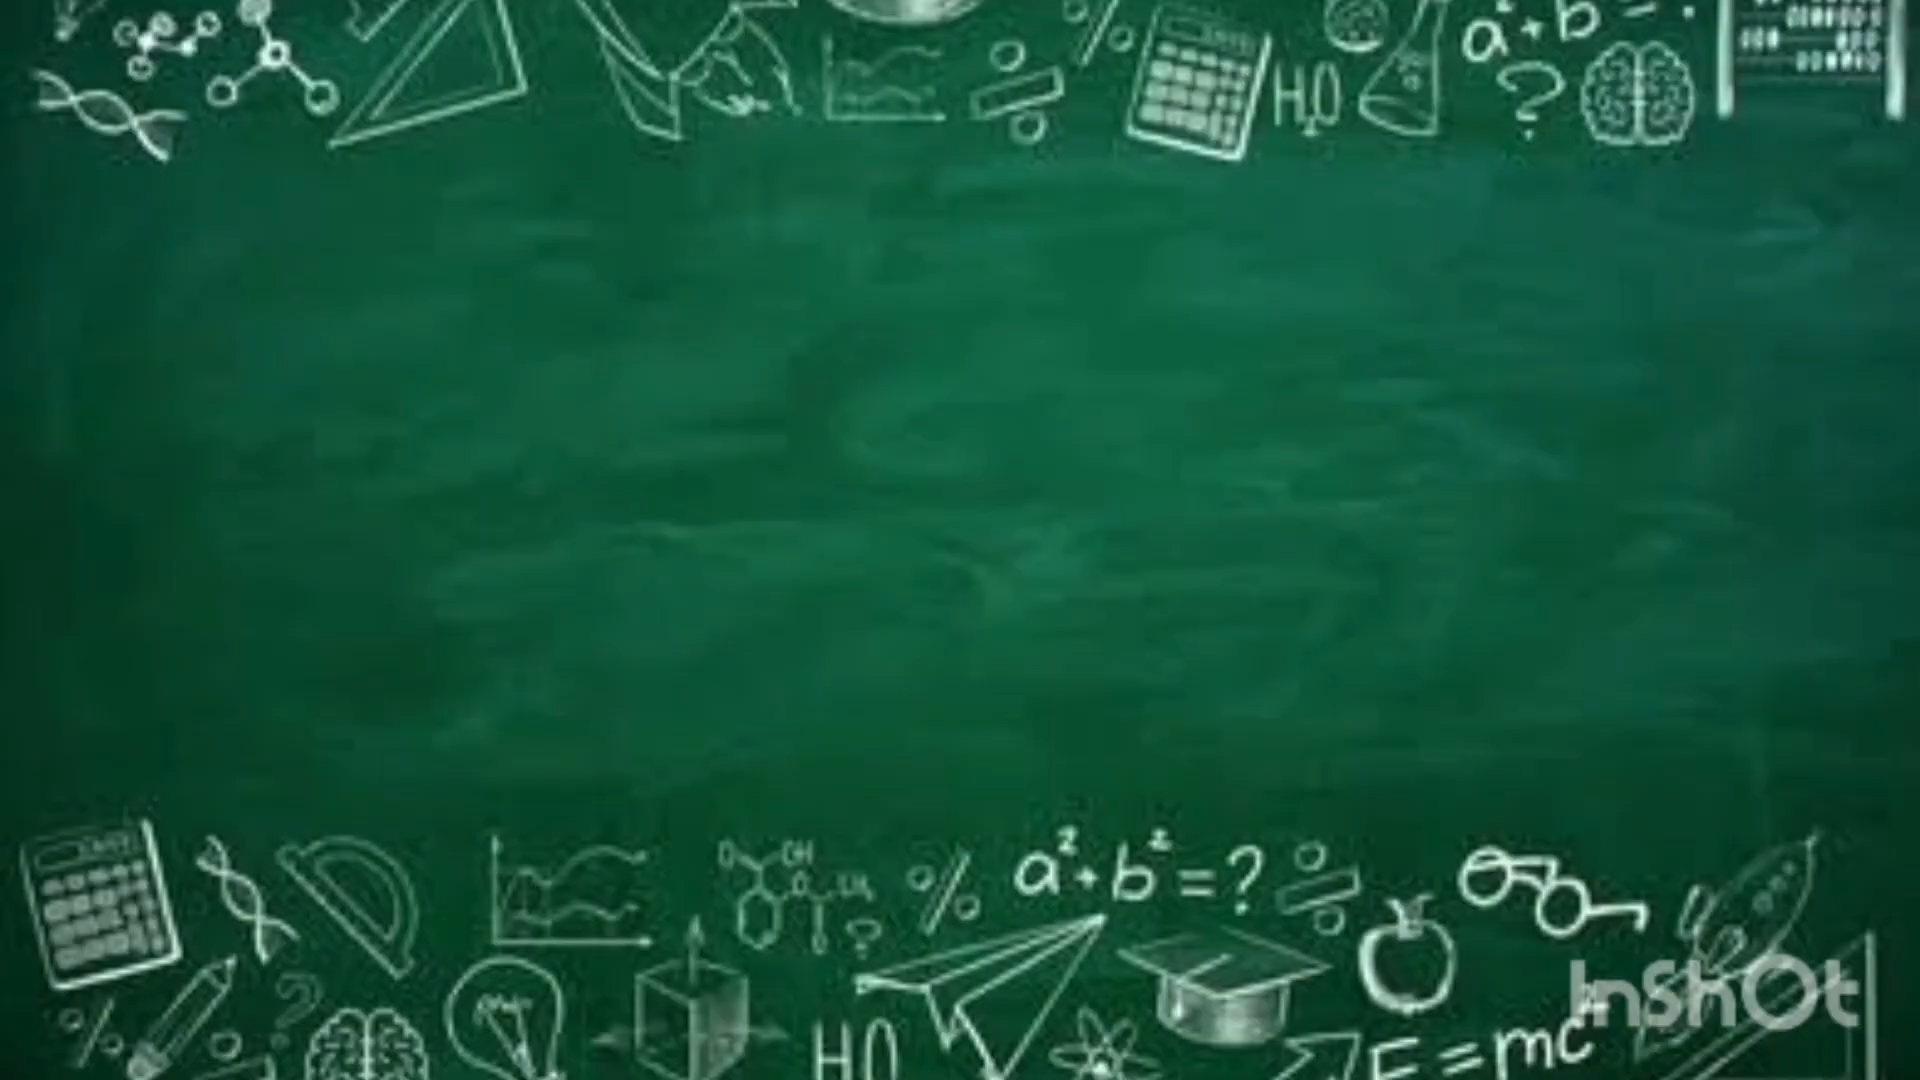 a²+b²=
H₂O
?
a²+b²=?
InShOt
H₂O
E=mc²